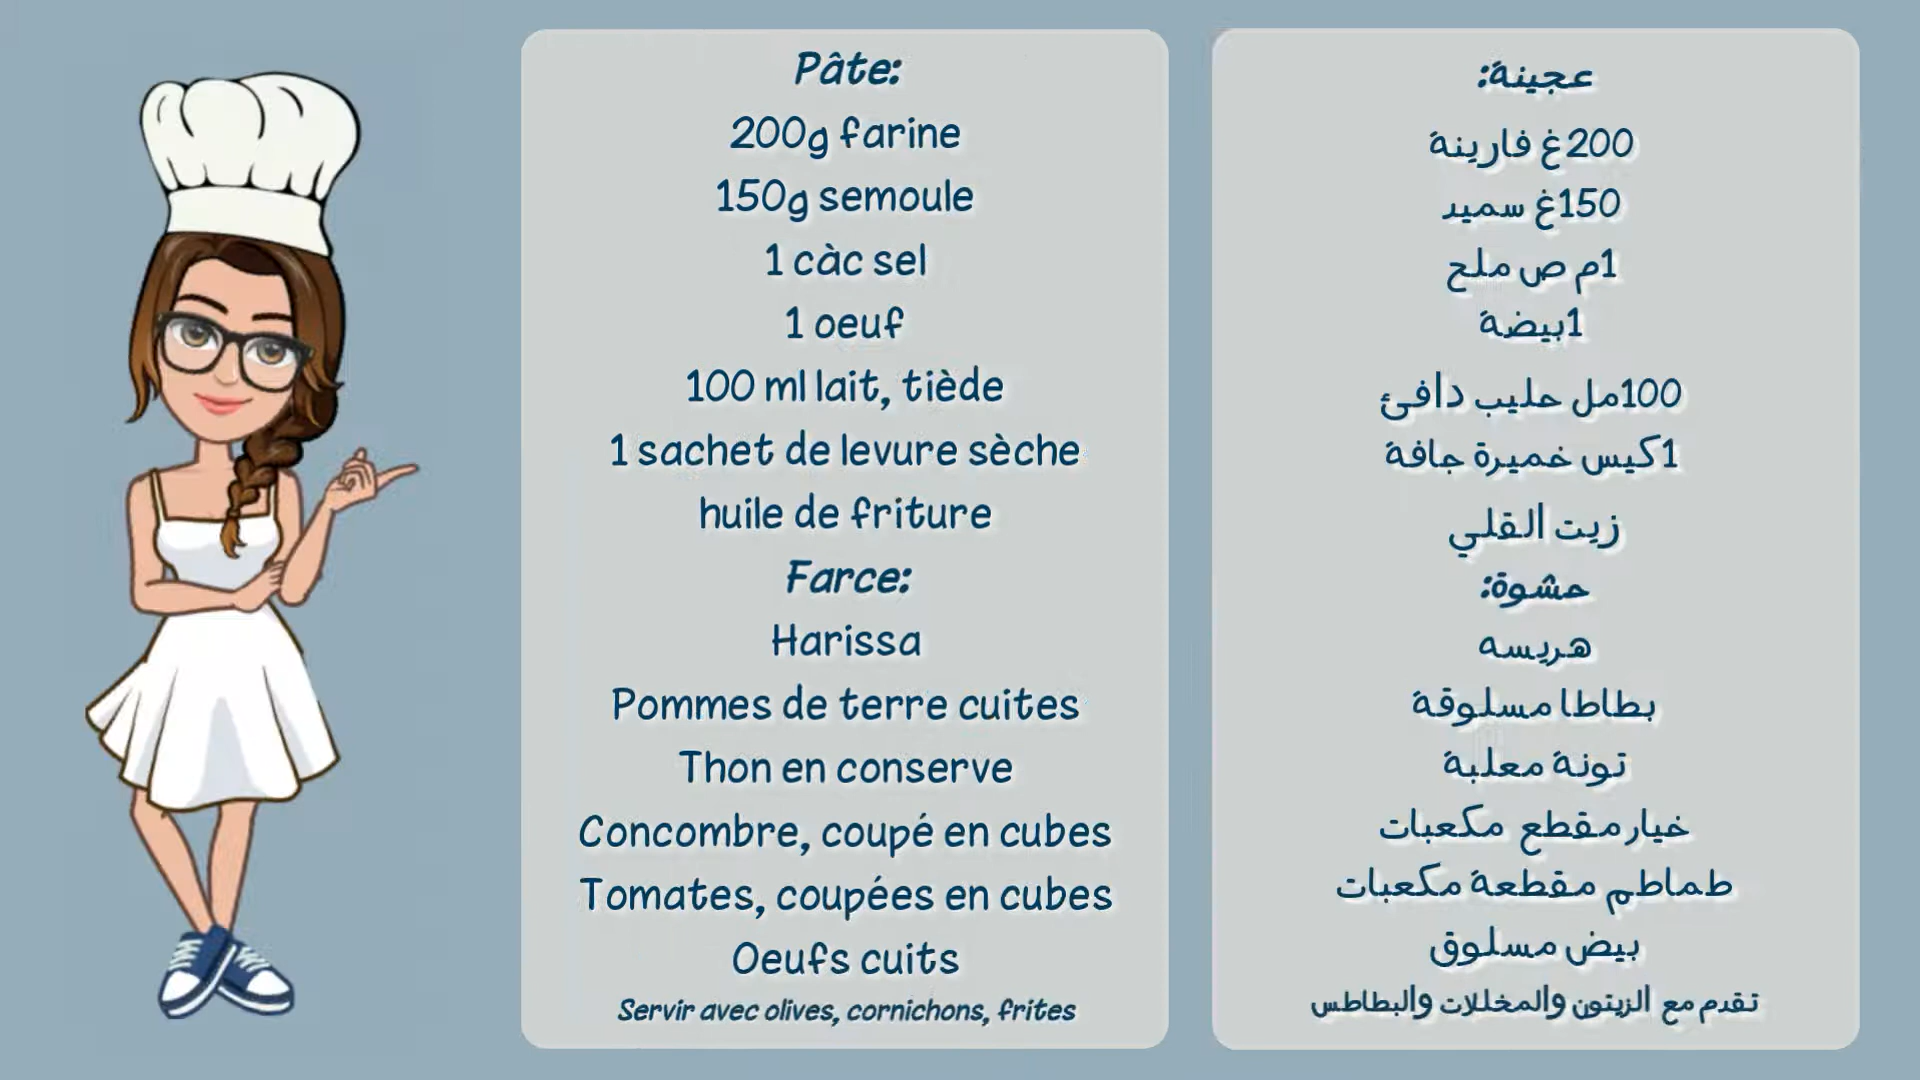 Pâte:
200g farine
150g semoule
1 càc sel
1 oeuf
100 ml lait, tiède
1 sachet de levure sèche
huile de friture
Farce:
Harissa
Pommes de terre cuites
Thon en conserve
Concombre, coupé en cubes
Tomates, coupées en cubes
Oeufs cuits
Servir avec olives, cornichons, frites
عجينة:
200غ فارينة
150غ سميد
1م ص ملح
1بيضة
100مل حليب دافئ
1كيس خميرة جافة
زيت القلي
حشوة:
هريسه
بطاطا مسلوقة
تونة معلبة
خيار مقطع مكعبات
طماطم مقطعة مكعبات
بيض مسلوق
تقدم مع الزيتون والمخللات والبطاطس